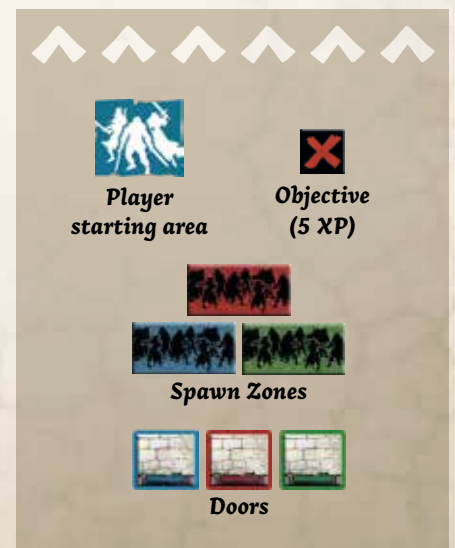 Player
starting area
Objective
(5 XP)
Spawn Zones
Doors